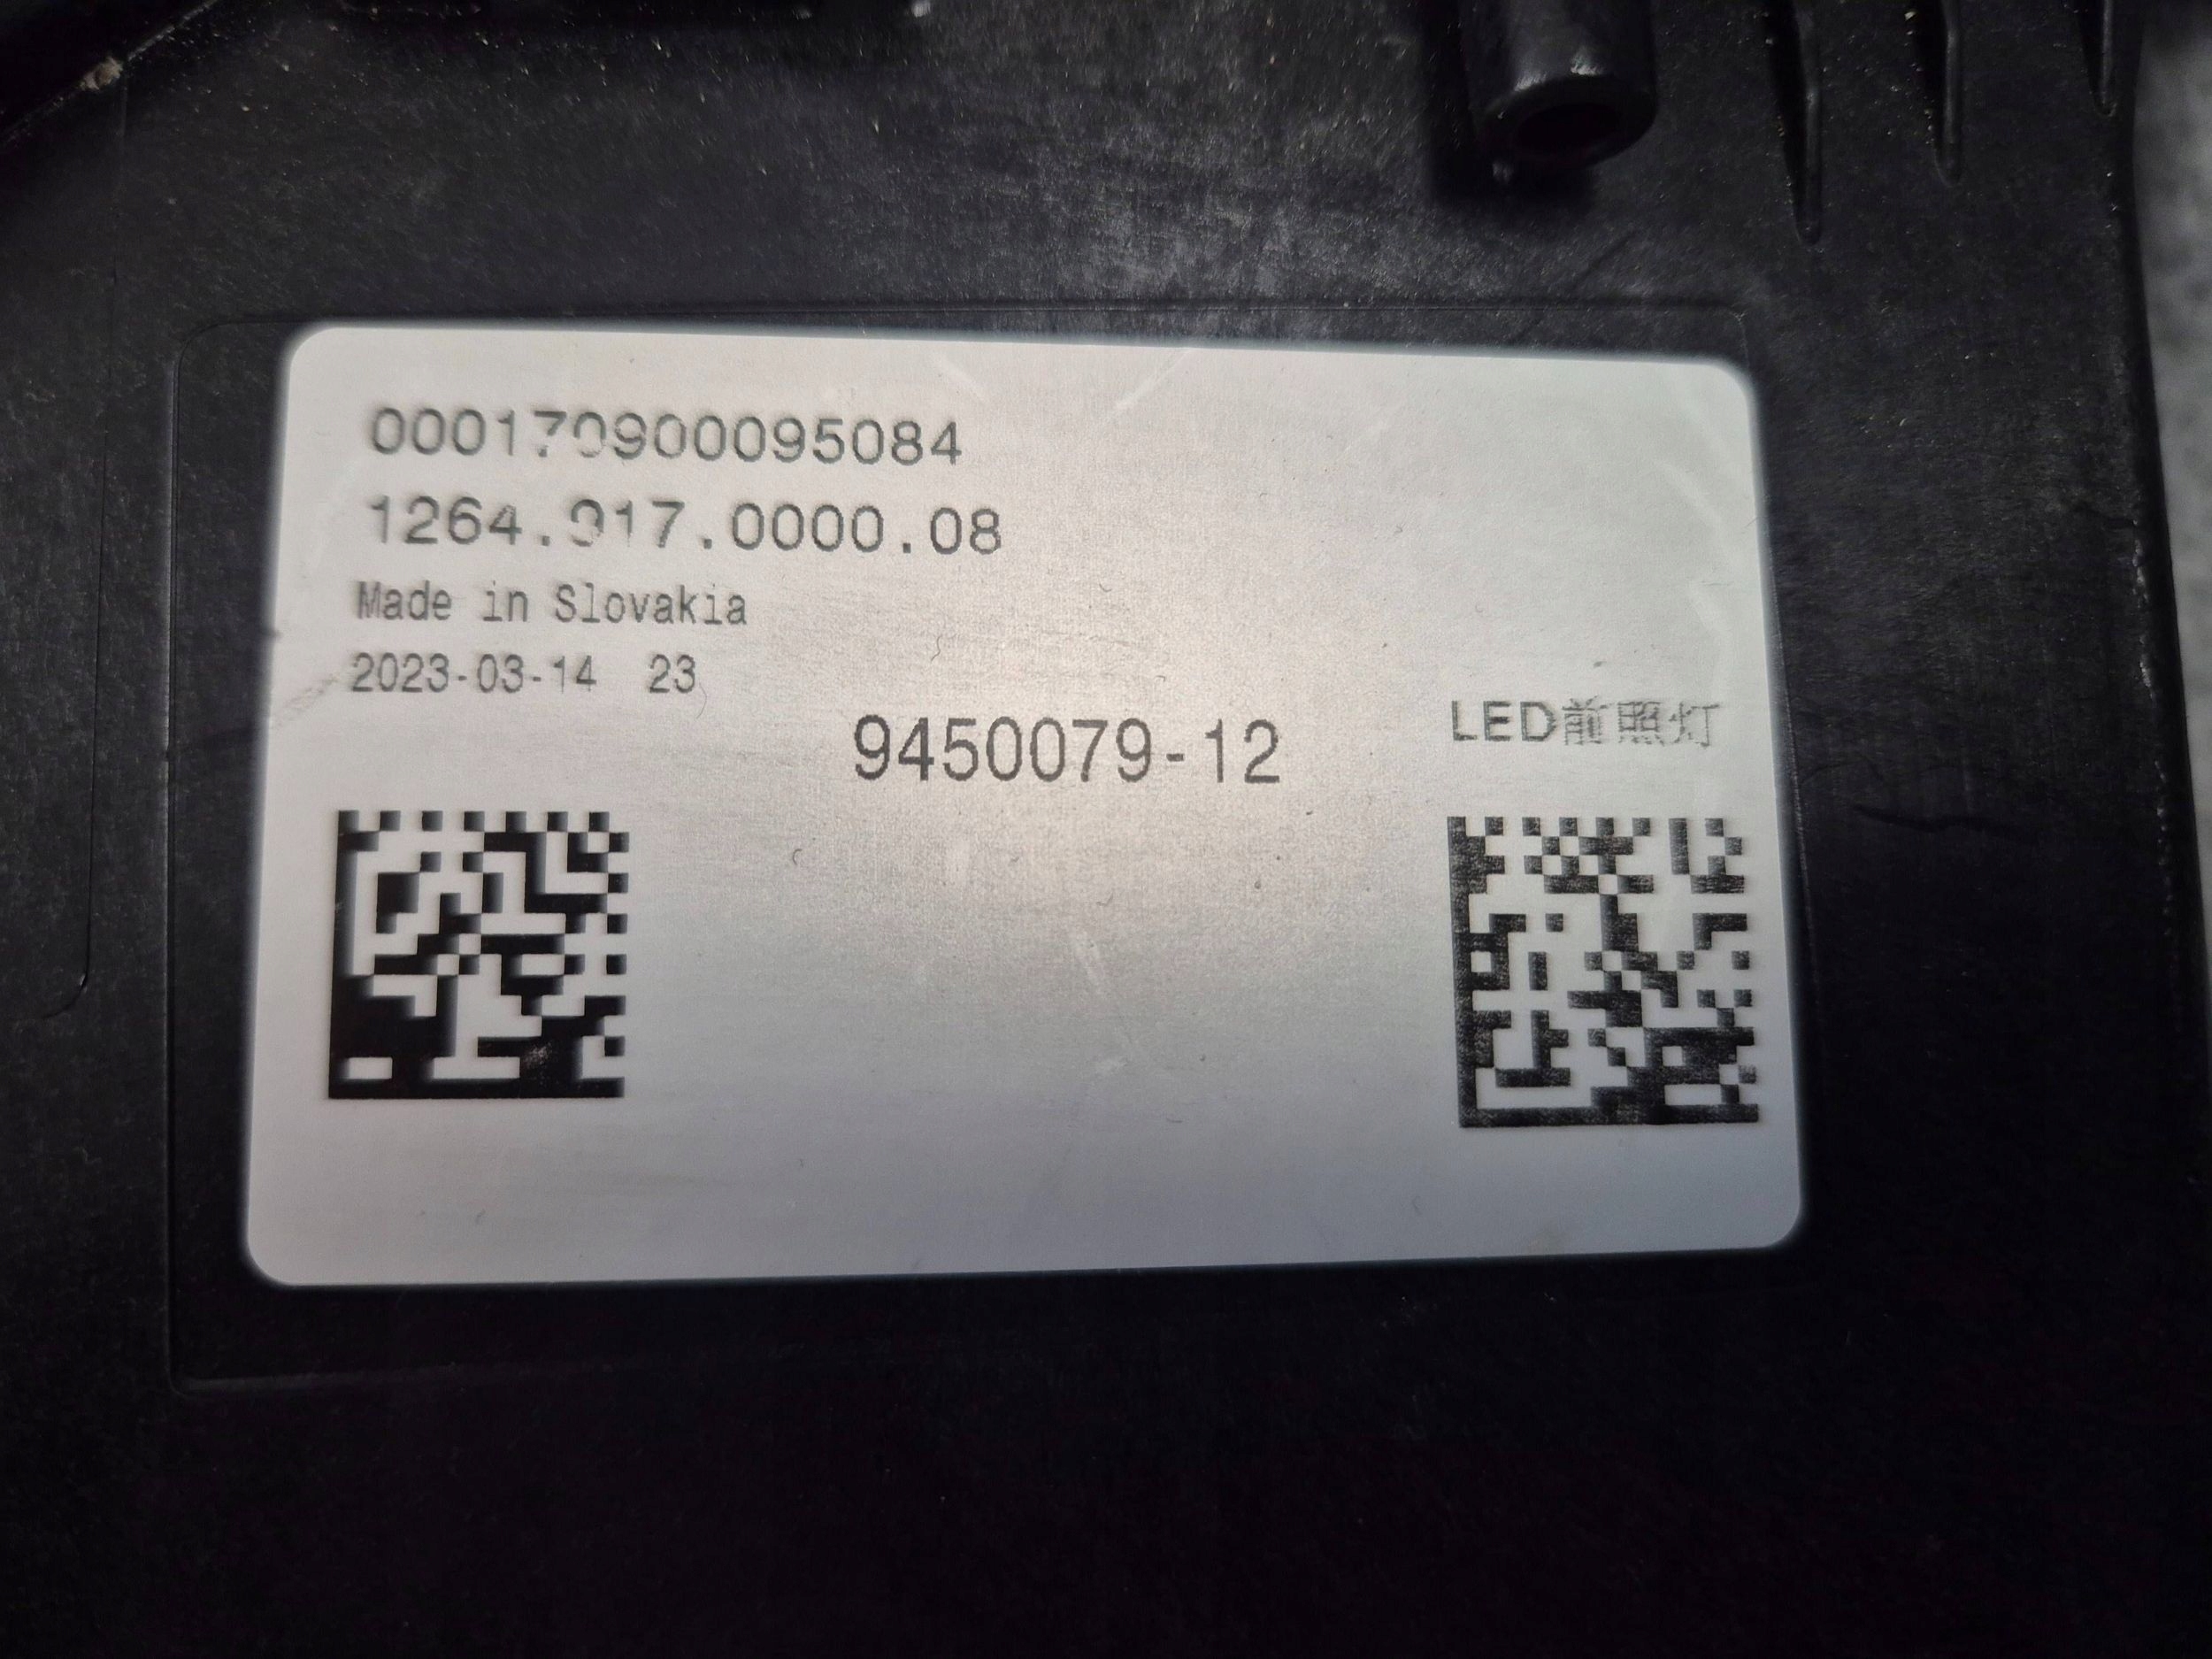 000170900095084
1264.917.0000.08
Made in Slovakia
2023-03-14 23
9450079-12
LED前照灯